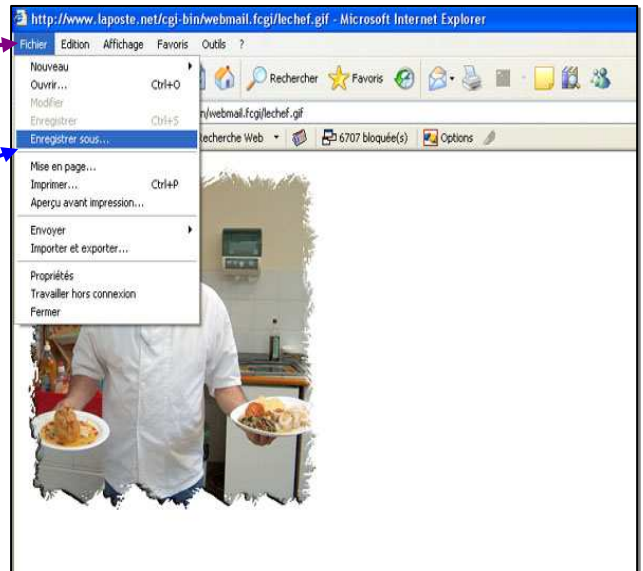 http://www.laposte.net/cgi-bin/webmail.fcgi/lechef.gif - Microsoft Internet Explorer
Fichier Edition Affichage Favoris Outils ?
Rechercher Favoris
n/webmail.fcgi/lechef.gif
echerche Web 6707 bloquée(s) Options
Nouveau
Ouvrir... Ctrl+O
Modifier
Enregistrer Ctrl+S
Enregistrer sous...
Mise en page...
Imprimer... Ctrl+P
Aperçu avant impression...
Envoyer
Importer et exporter...
Propriétés
Travailler hors connexion
Fermer